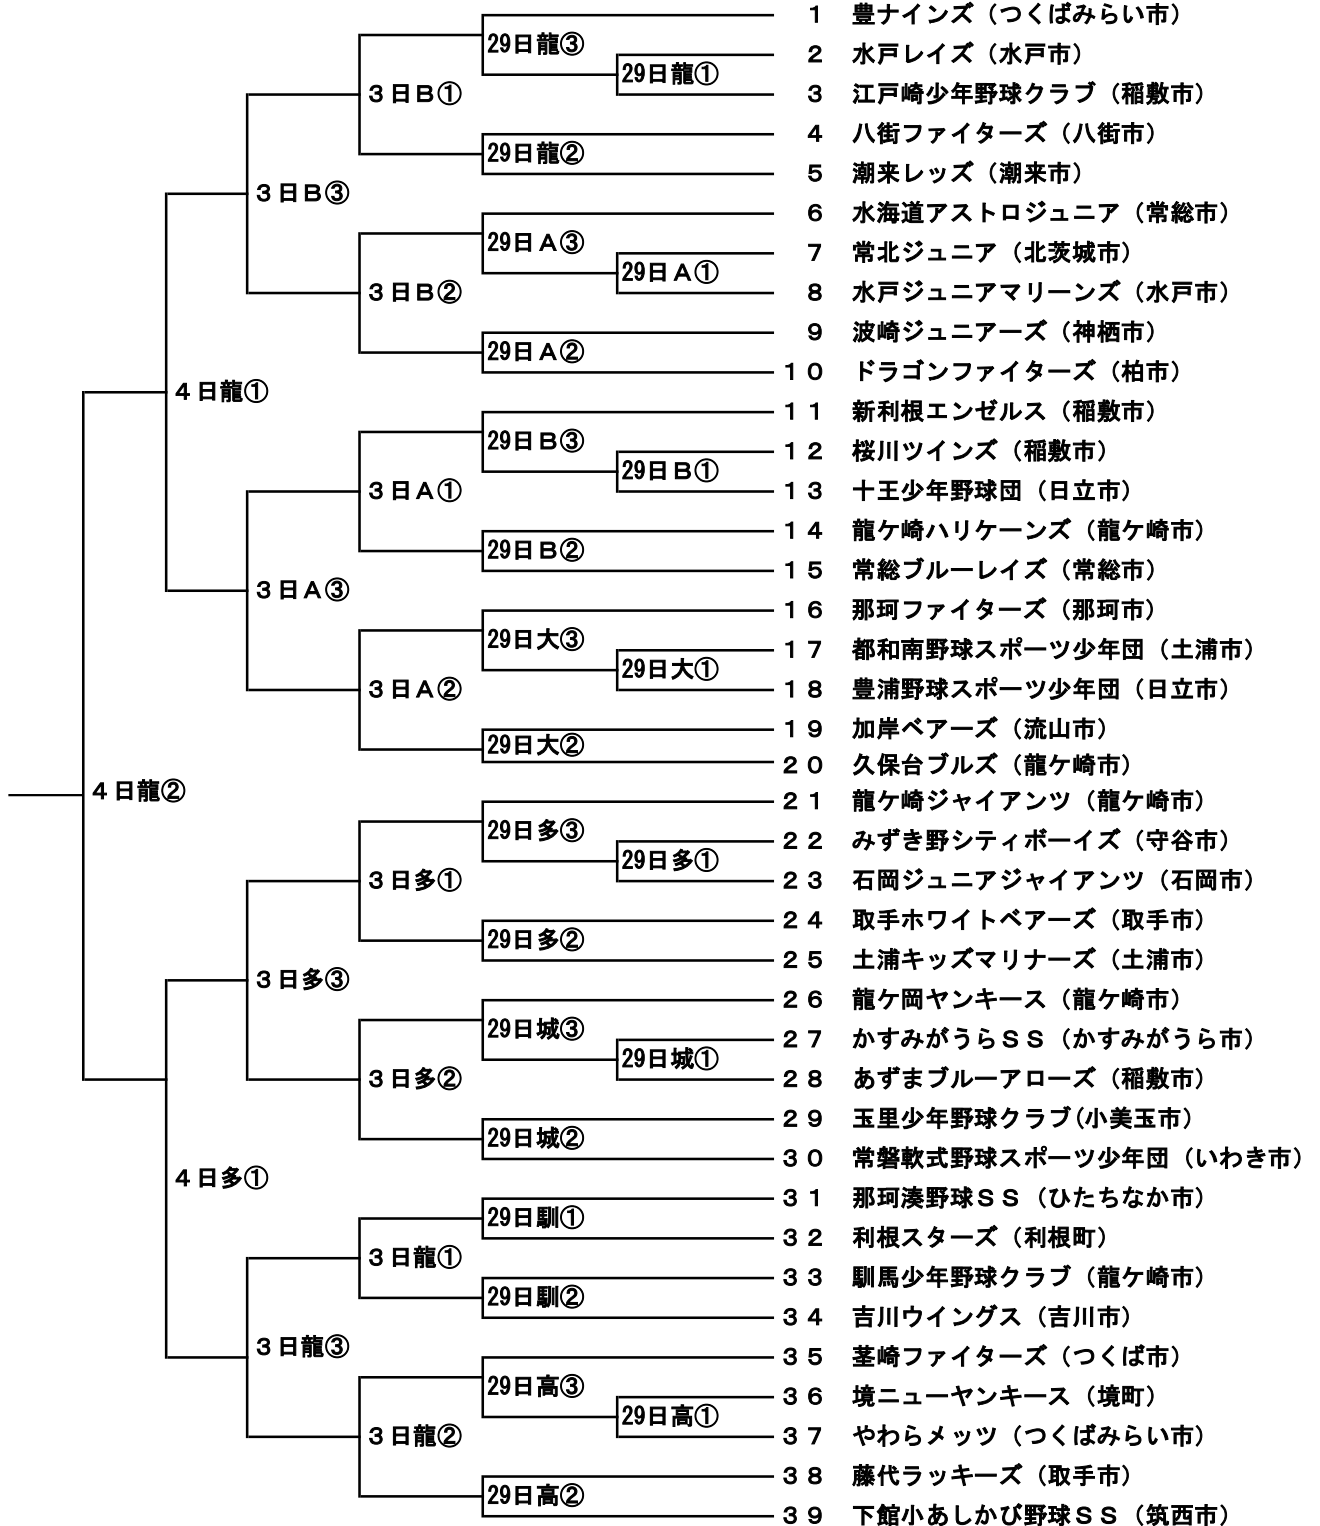 １　豊ナインズ（つくばみらい市）
29日龍③
２　水戸レイズ（水戸市）
29日龍①
３日Ｂ①
３　江戸崎少年野球クラブ（稲敷市）
４　八街ファイターズ（八街市）
29日龍②
５　潮来レッズ（潮来市）
３日Ｂ③
６　水海道アストロジュニア（常総市）
29日Ａ③
７　常北ジュニア（北茨城市）
29日Ａ①
３日Ｂ②
８　水戸ジュニアマリーンズ（水戸市）
９　波崎ジュニアーズ（神栖市）
29日Ａ②
１０　ドラゴンファイターズ（柏市）
４日龍①
１１　新利根エンゼルス（稲敷市）
29日Ｂ③
１２　桜川ツインズ（稲敷市）
29日Ｂ①
３日Ａ①
１３　十王少年野球団（日立市）
１４　龍ケ崎ハリケーンズ（龍ケ崎市）
29日Ｂ②
１５　常総ブルーレイズ（常総市）
３日Ａ③
１６　那珂ファイターズ（那珂市）
29日大③
１７　都和南野球スポーツ少年団（土浦市）
29日大①
３日Ａ②
１８　豊浦野球スポーツ少年団（日立市）
１９　加岸ベアーズ（流山市）
29日大②
２０　久保台ブルズ（龍ケ崎市）
４日龍②
２１　龍ケ崎ジャイアンツ（龍ケ崎市）
29日多③
２２　みずき野シティボーイズ（守谷市）
29日多①
３日多①
２３　石岡ジュニアジャイアンツ（石岡市）
２４　取手ホワイトベアーズ（取手市）
29日多②
２５　土浦キッズマリナーズ（土浦市）
３日多③
２６　龍ケ岡ヤンキース（龍ケ崎市）
29日城③
２７　かすみがうらＳＳ（かすみがうら市）
29日城①
３日多②
２８　あずまブルーアローズ（稲敷市）
２９　玉里少年野球クラブ(小美玉市）
29日城②
３０　常磐軟式野球スポーツ少年団（いわき市）
４日多①
３１　那珂湊野球ＳＳ（ひたちなか市）
29日馴①
３２　利根スターズ（利根町）
３日龍①
３３　馴馬少年野球クラブ（龍ケ崎市）
29日馴②
３４　吉川ウイングス（吉川市）
３日龍③
３５　茎崎ファイターズ（つくば市）
29日高③
３６　境ニューヤンキース（境町）
29日高①
３日龍②
３７　やわらメッツ（つくばみらい市）
３８　藤代ラッキーズ（取手市）
29日高②
３９　下館小あしかび野球ＳＳ（筑西市）